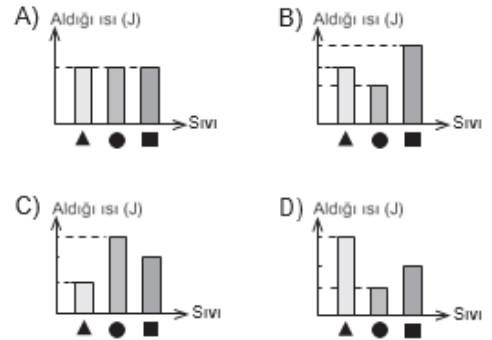 A) Aldığı ısı (J)
Sıvı
B) Aldığı ısı (J)
Sıvı
C) Aldığı ısı (J)
Sıvı
D) Aldığı ısı (J)
Sıvı